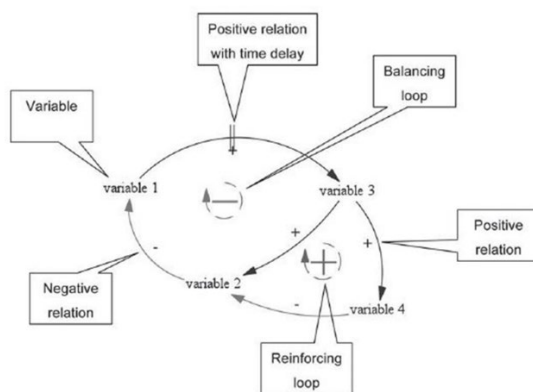 Positive relation
with time delay
Balancing
loop
Variable
+
variable 1
variable 3
+
+
Positive
relation
-
Negative
relation
variable 2
-
variable 4
Reinforcing
loop